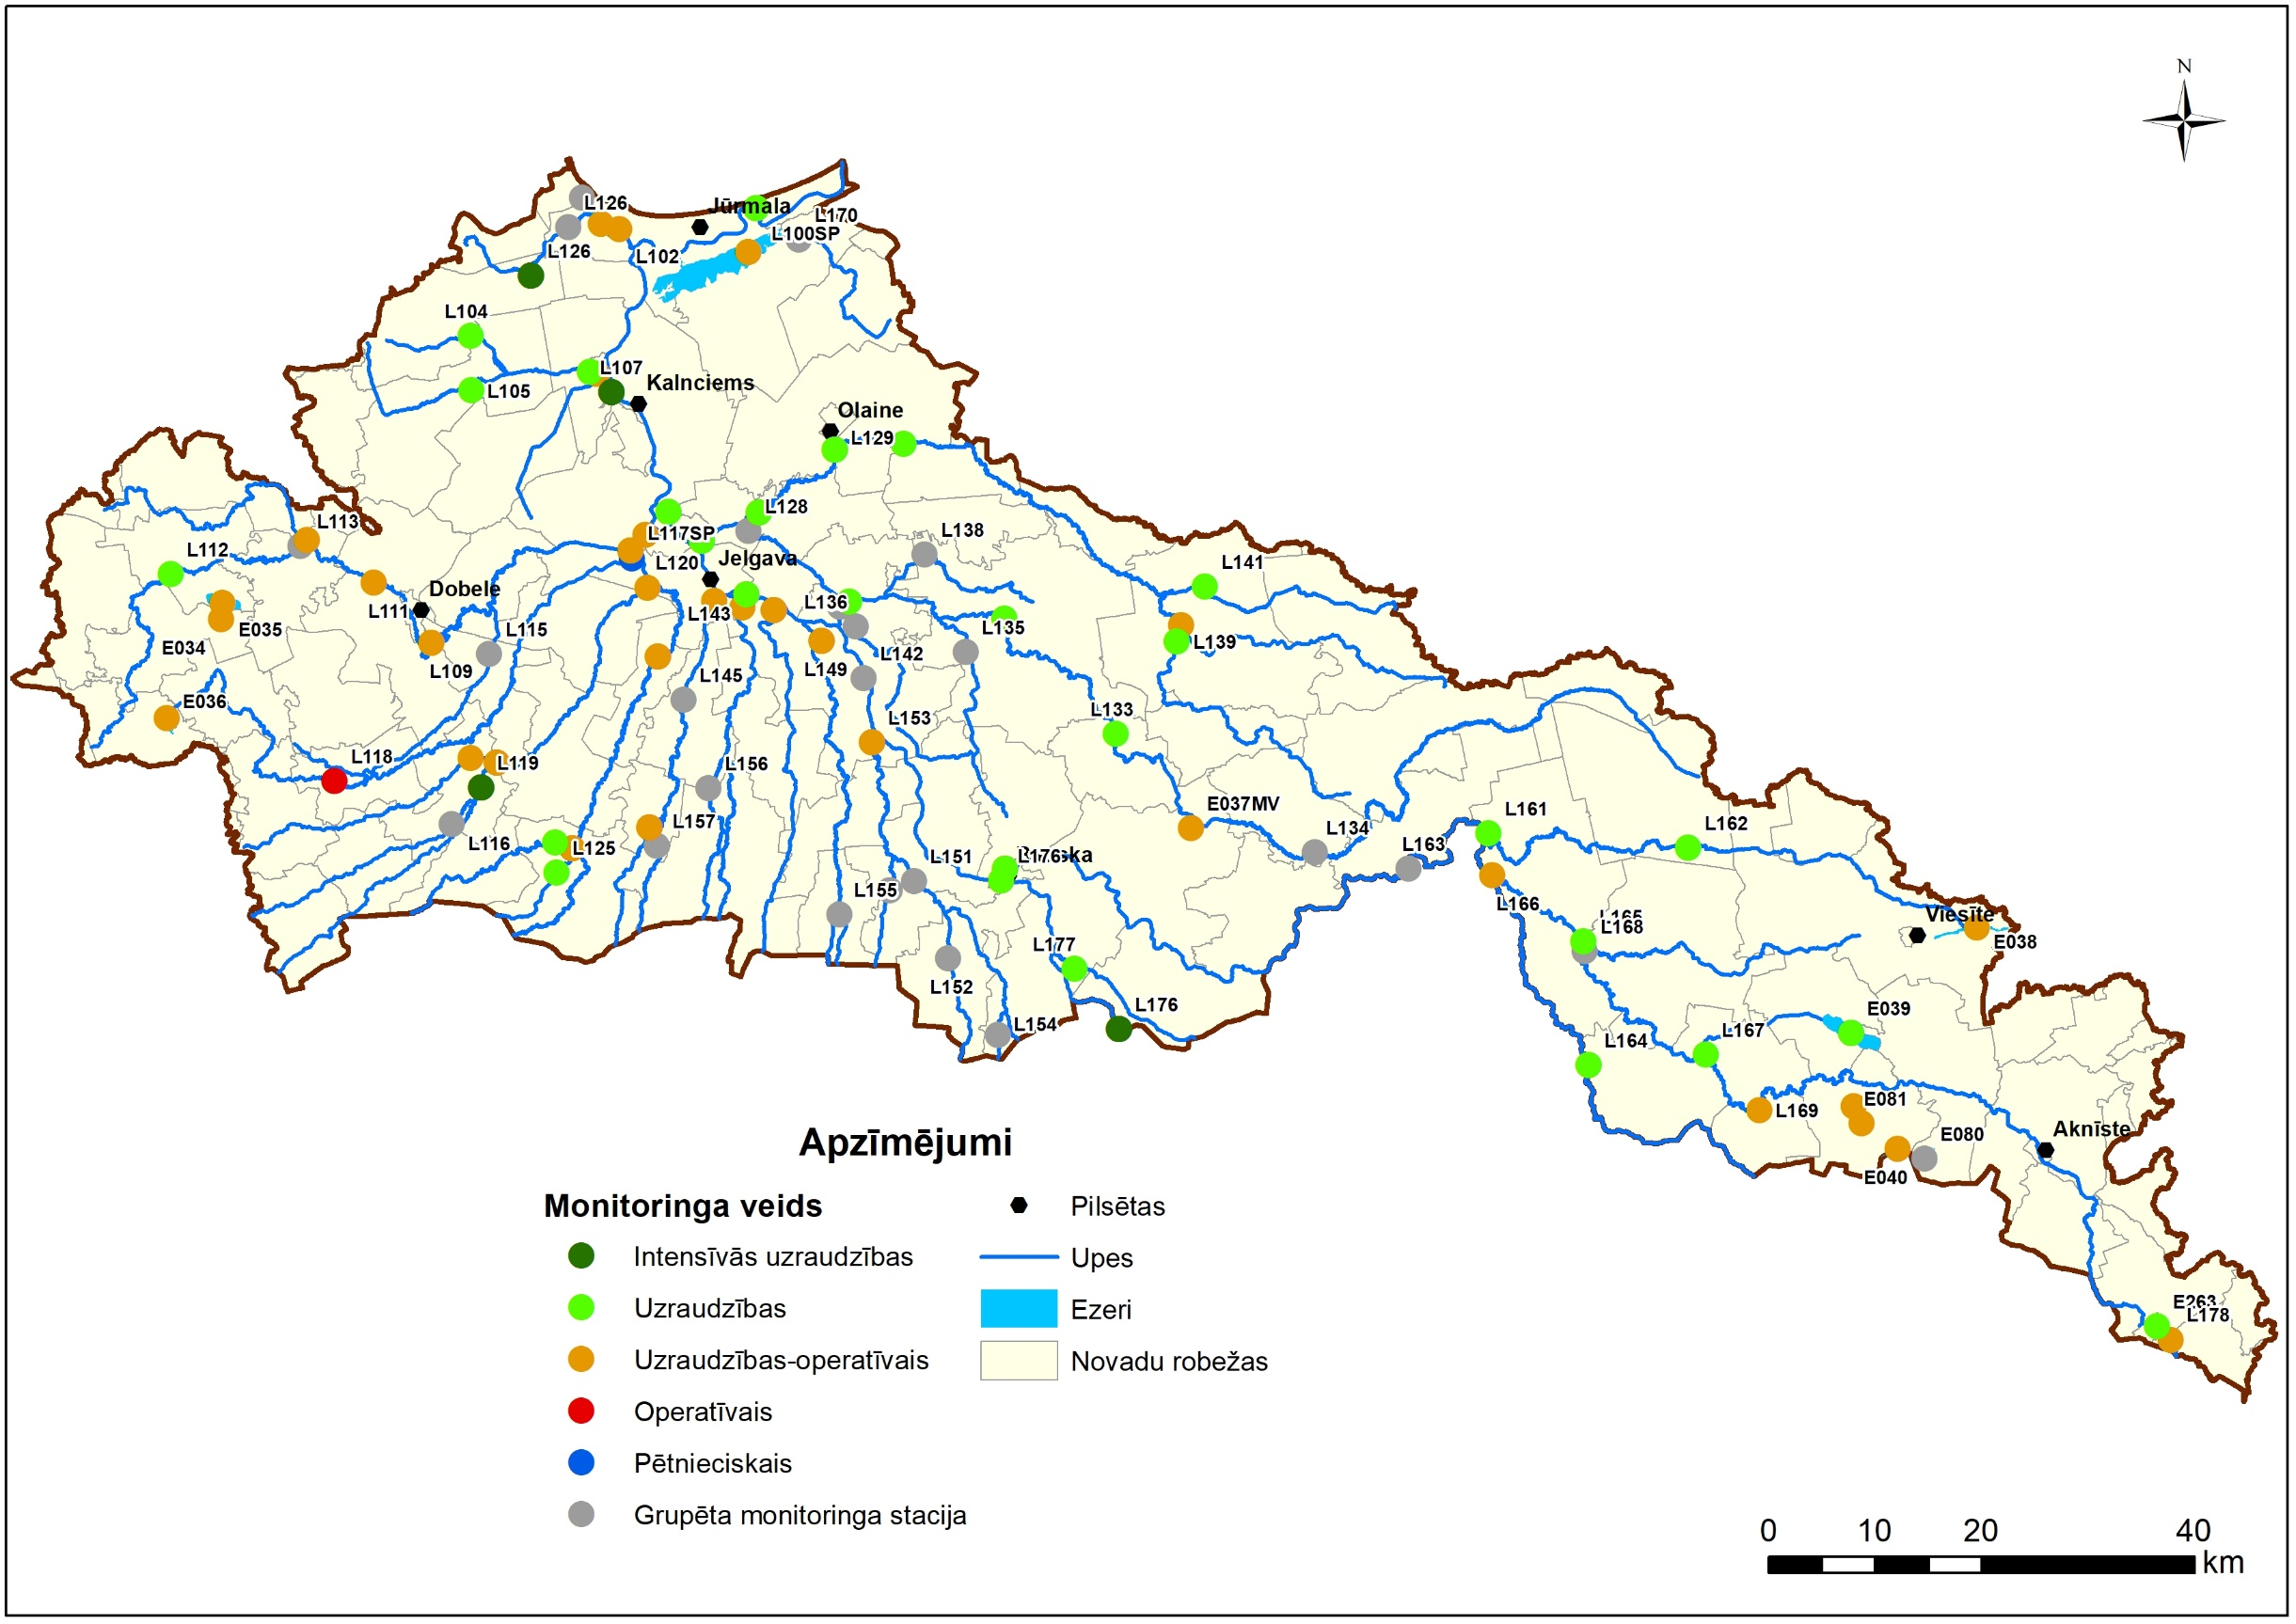 N
L126
Jūrmala
L170
L100SP
L126
L102
L104
L107
Kalnciems
L105
Olaine
L129
L128
L113
L117SP
L138
L112
Jelgava
L120
L141
Dobele
L111
L136
L143
E035
L115
L135
L139
E034
L142
L109
L149
L145
E036
L133
L153
L118
L119
L156
E037MV
L161
L157
L162
L134
L116
L125
L163
L151
L176
L155
L166
Viesīte
L165
L168
E038
L177
L152
L176
E039
L154
L167
L164
E081
L169
Aknīste
E080
E040
E263
L178
Apzīmējumi
Monitoringa veids
Intensīvās uzraudzības
Uzraudzības
Uzraudzības-operatīvais
Operatīvais
Pētnieciskais
Grupēta monitoringa stacija
Pilsētas
Upes
Ezeri
Novadu robežas
0 10 20 40
km